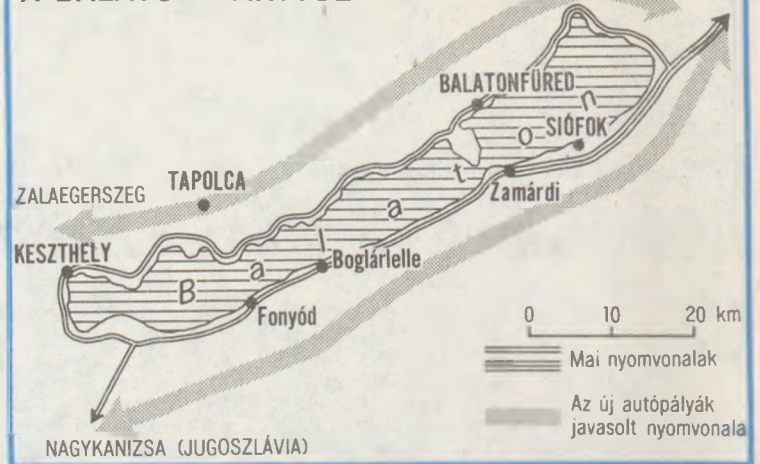 BALATONFÜRED
SIÓFOK
Balaton
TAPOLCA
Zamárdi
ZALAEGERSZEG
KESZTHELY
Boglárlelle
Fonyód
0 10 20 km
Mai nyomvonalak
Az új autópályák
javasolt nyomvonala
NAGYKANIZSA (JUGOSZLÁVIA)